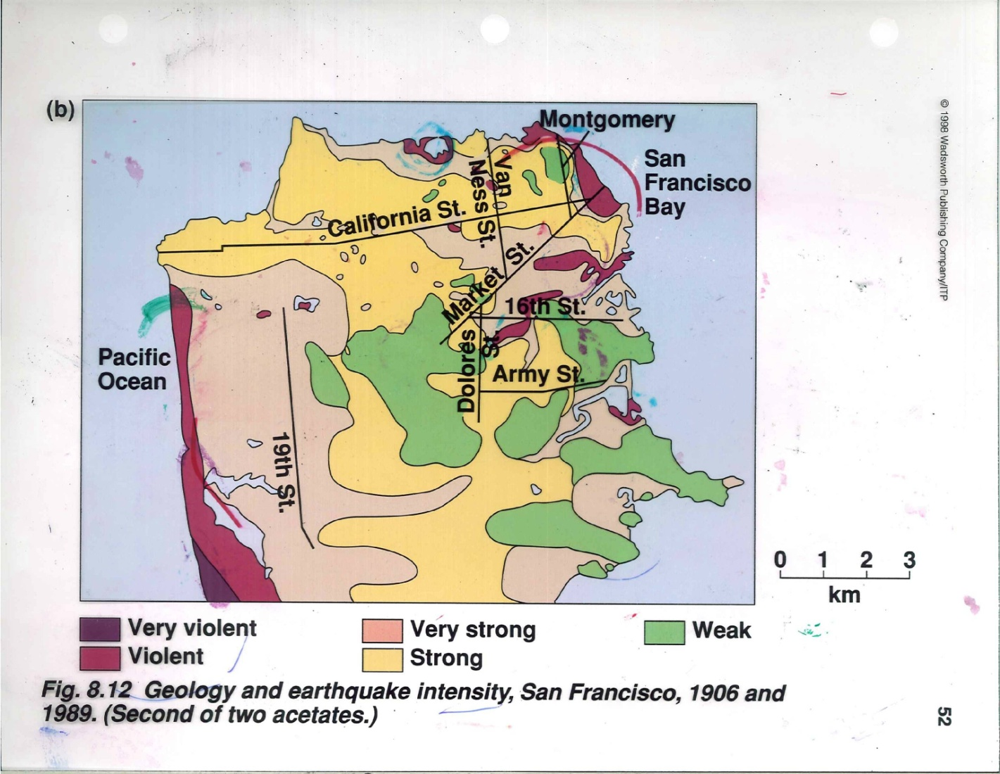 (b)
Montgomery
San
Francisco
Bay
Van
Ness St.
California St.
Market St.
16th St.
Dolores
St.
Army St.
Pacific
Ocean
19th St.
0 1 2 3
km
Very violent
Violent
Very strong
Strong
Weak
Fig. 8.12 Geology and earthquake intensity, San Francisco, 1906 and
1989. (Second of two acetates.)
© 1998 Wadsworth Publishing Company/ITP
52